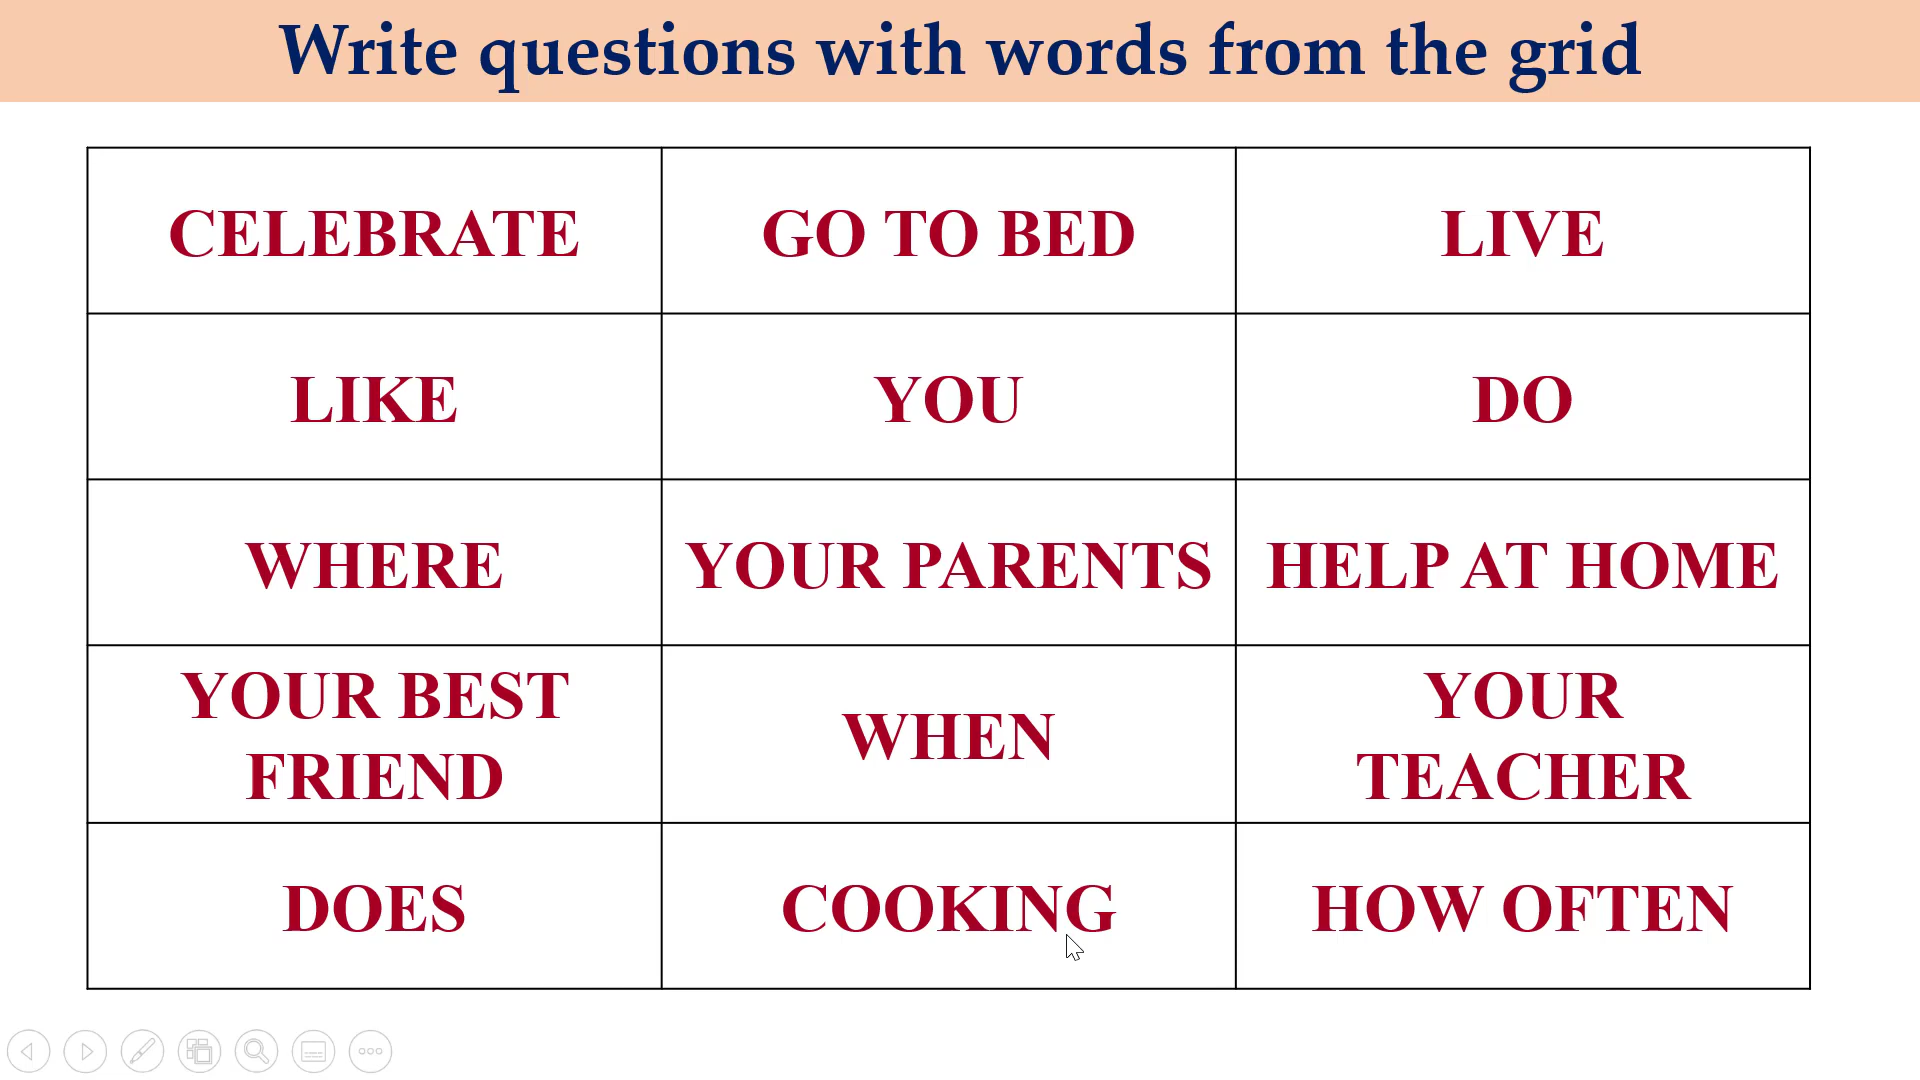 Write questions with words from the grid
CELEBRATE
GO TO BED
LIVE
LIKE
YOU
DO
WHERE
YOUR PARENTS
HELP AT HOME
YOUR BEST
FRIEND
WHEN
YOUR
TEACHER
DOES
COOKING
HOW OFTEN